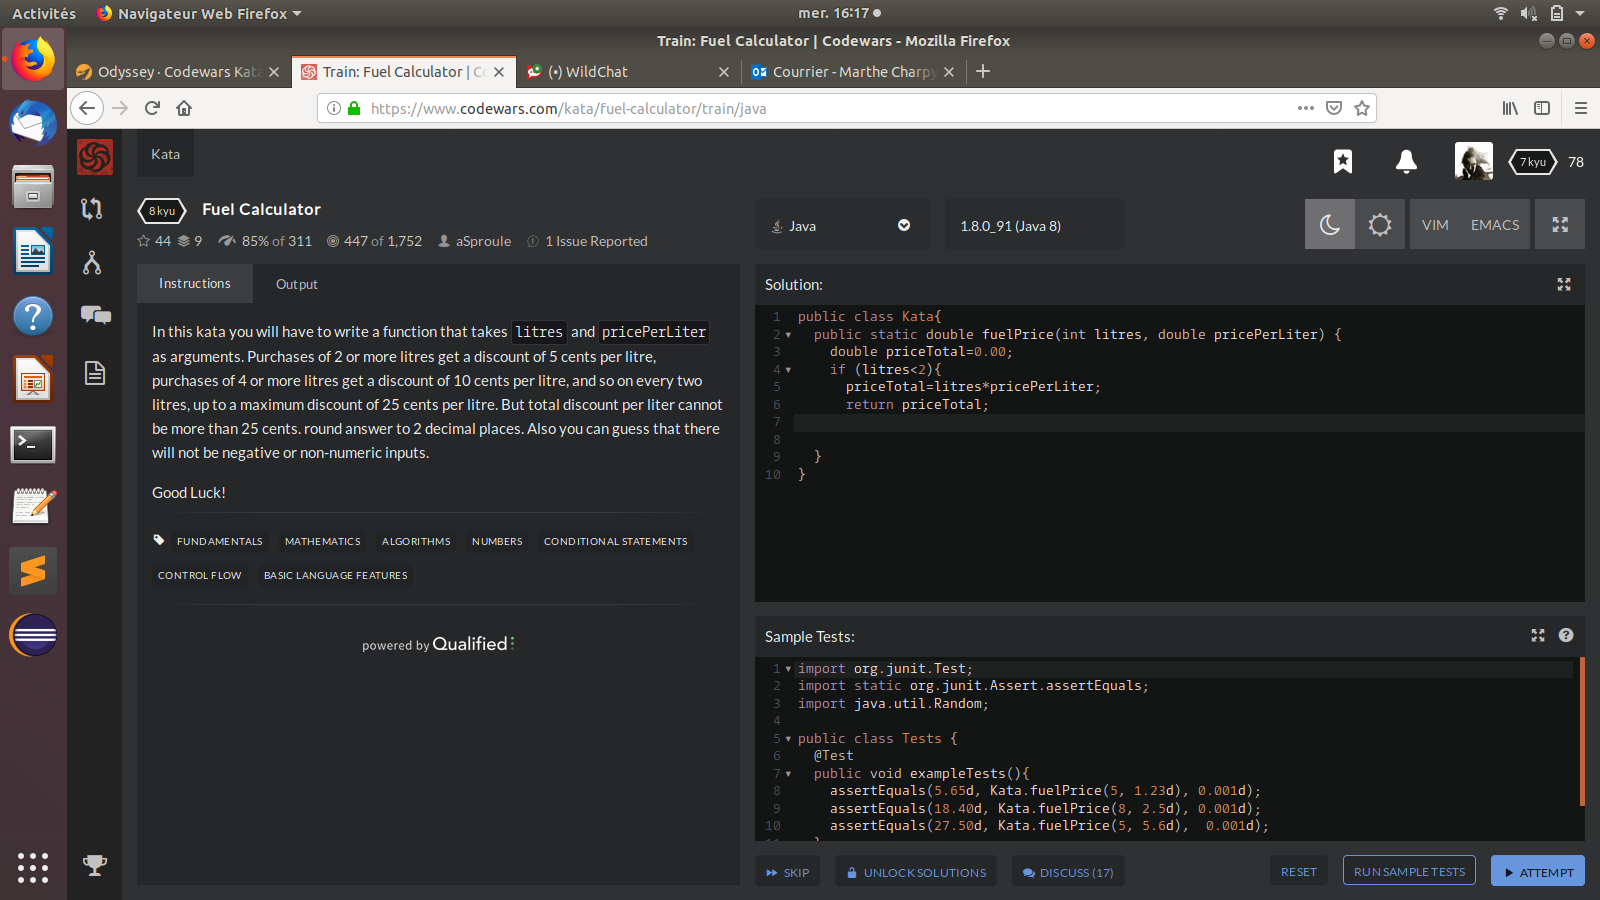 Activités
Navigateur Web Firefox
mer. 16:17
Train: Fuel Calculator | Codewars - Mozilla Firefox
Odyssey · Codewars Kata
Train: Fuel Calculator | Co
(•) WildChat
Courrier - Marthe Charpy
https://www.codewars.com/kata/fuel-calculator/train/java
Kata
7 kyu
78
8 kyu
Fuel Calculator
44
9
85% of 311
447 of 1,752
aSproule
1 Issue Reported
Java
1.8.0_91 (Java 8)
VIM
EMACS
Instructions
Output
In this kata you will have to write a function that takes litres and pricePerLiter
as arguments. Purchases of 2 or more litres get a discount of 5 cents per litre,
purchases of 4 or more litres get a discount of 10 cents per litre, and so on every two
litres, up to a maximum discount of 25 cents per litre. But total discount per liter cannot
be more than 25 cents. round answer to 2 decimal places. Also you can guess that there
will not be negative or non-numeric inputs.
Good Luck!
FUNDAMENTALS
MATHEMATICS
ALGORITHMS
NUMBERS
CONDITIONAL STATEMENTS
CONTROL FLOW
BASIC LANGUAGE FEATURES
powered by Qualified
Solution:
1 public class Kata{
2 public static double fuelPrice(int litres, double pricePerLiter) {
3 double priceTotal=0.00;
4 if (litres<2){
5 priceTotal=litres*pricePerLiter;
6 return priceTotal;
7
8
9 }
10 }
Sample Tests:
1 import org.junit.Test;
2 import static org.junit.Assert.assertEquals;
3 import java.util.Random;
4
5 public class Tests {
6 @Test
7 public void exampleTests(){
8 assertEquals(5.65d, Kata.fuelPrice(5, 1.23d), 0.001d);
9 assertEquals(18.40d, Kata.fuelPrice(8, 2.5d), 0.001d);
10 assertEquals(27.50d, Kata.fuelPrice(5, 5.6d), 0.001d);
SKIP
UNLOCK SOLUTIONS
DISCUSS (17)
RESET
RUN SAMPLE TESTS
ATTEMPT